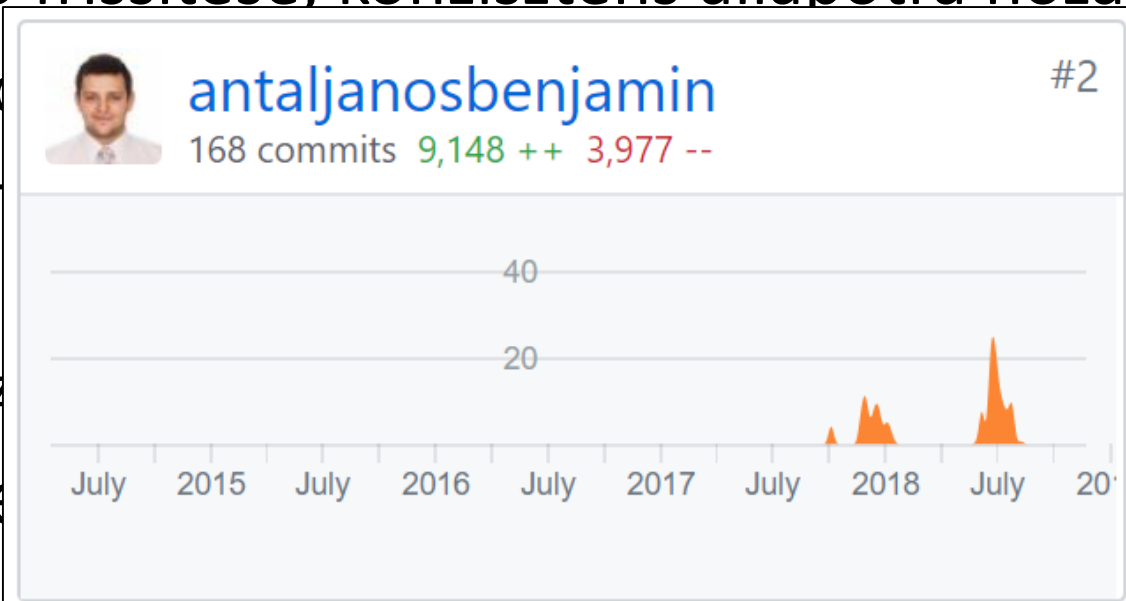 antaljanosbenjamin
#2
168 commits 9,148 ++ 3,977 --
40
20
July 2015 July 2016 July 2017 July 2018 July